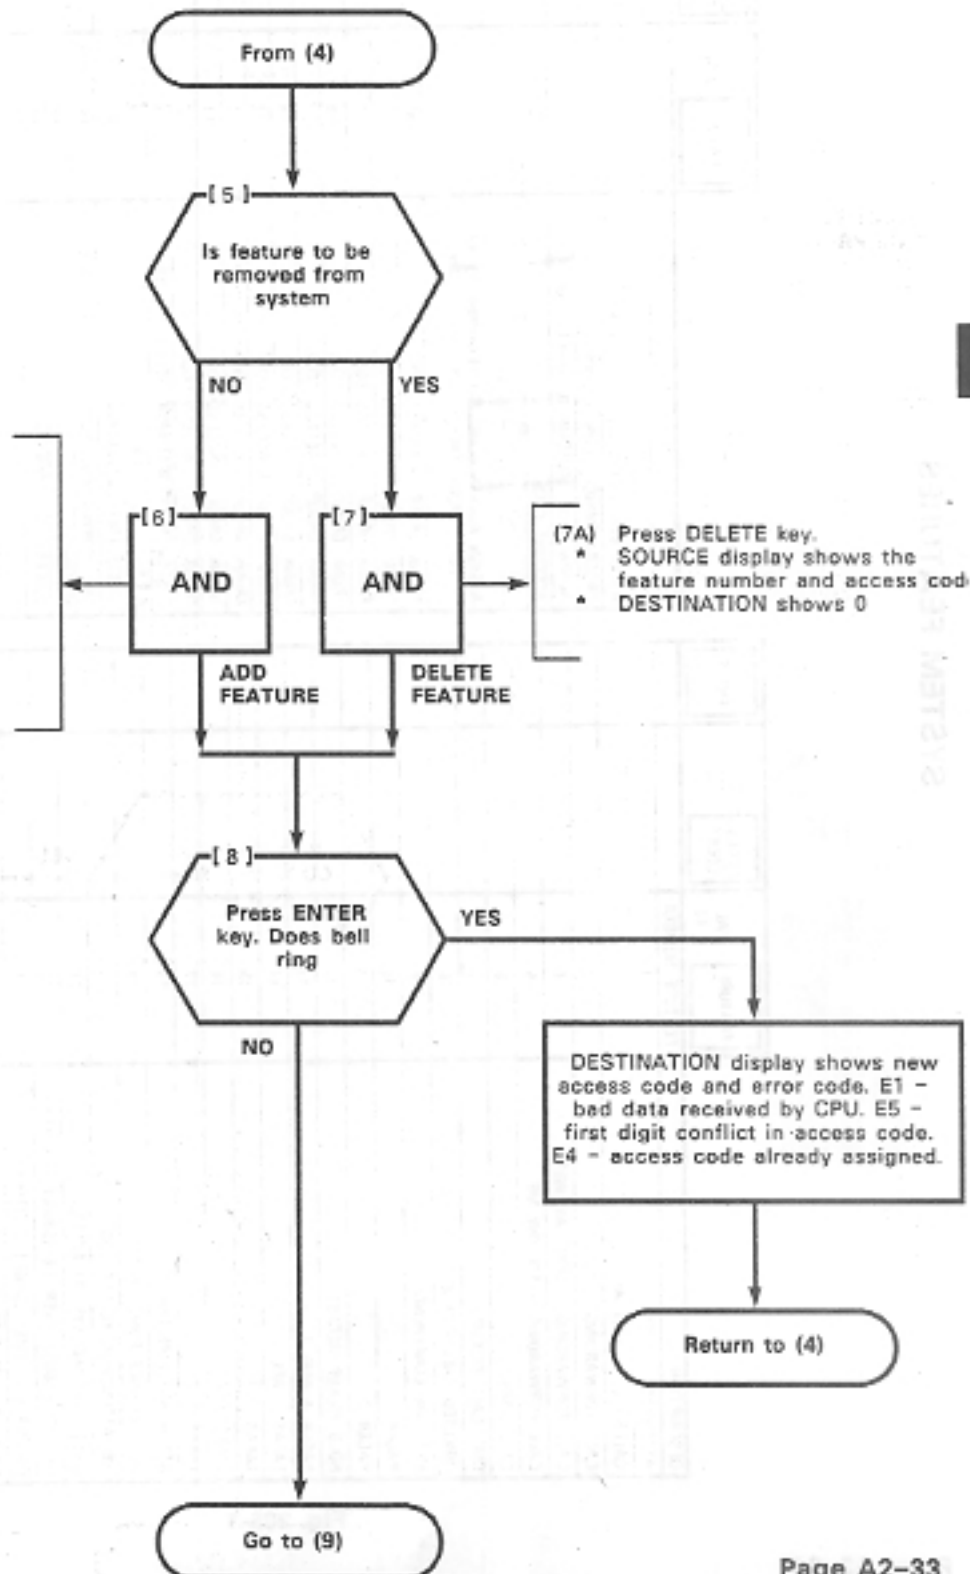 From (4)
[ 5 ]
Is feature to be
removed from
system
NO
YES
[6]
[7]
AND
AND
(7A) Press DELETE key.
* SOURCE display shows the
feature number and access cod
* DESTINATION shows 0
ADD
FEATURE
DELETE
FEATURE
[ 8 ]
Press ENTER
key. Does bell
ring
YES
NO
DESTINATION display shows new
access code and error code. E1 –
bad data received by CPU. E5 –
first digit conflict in access code.
E4 – access code already assigned.
Return to (4)
Go to (9)
Page A2–33
SYSTEM FEATURES